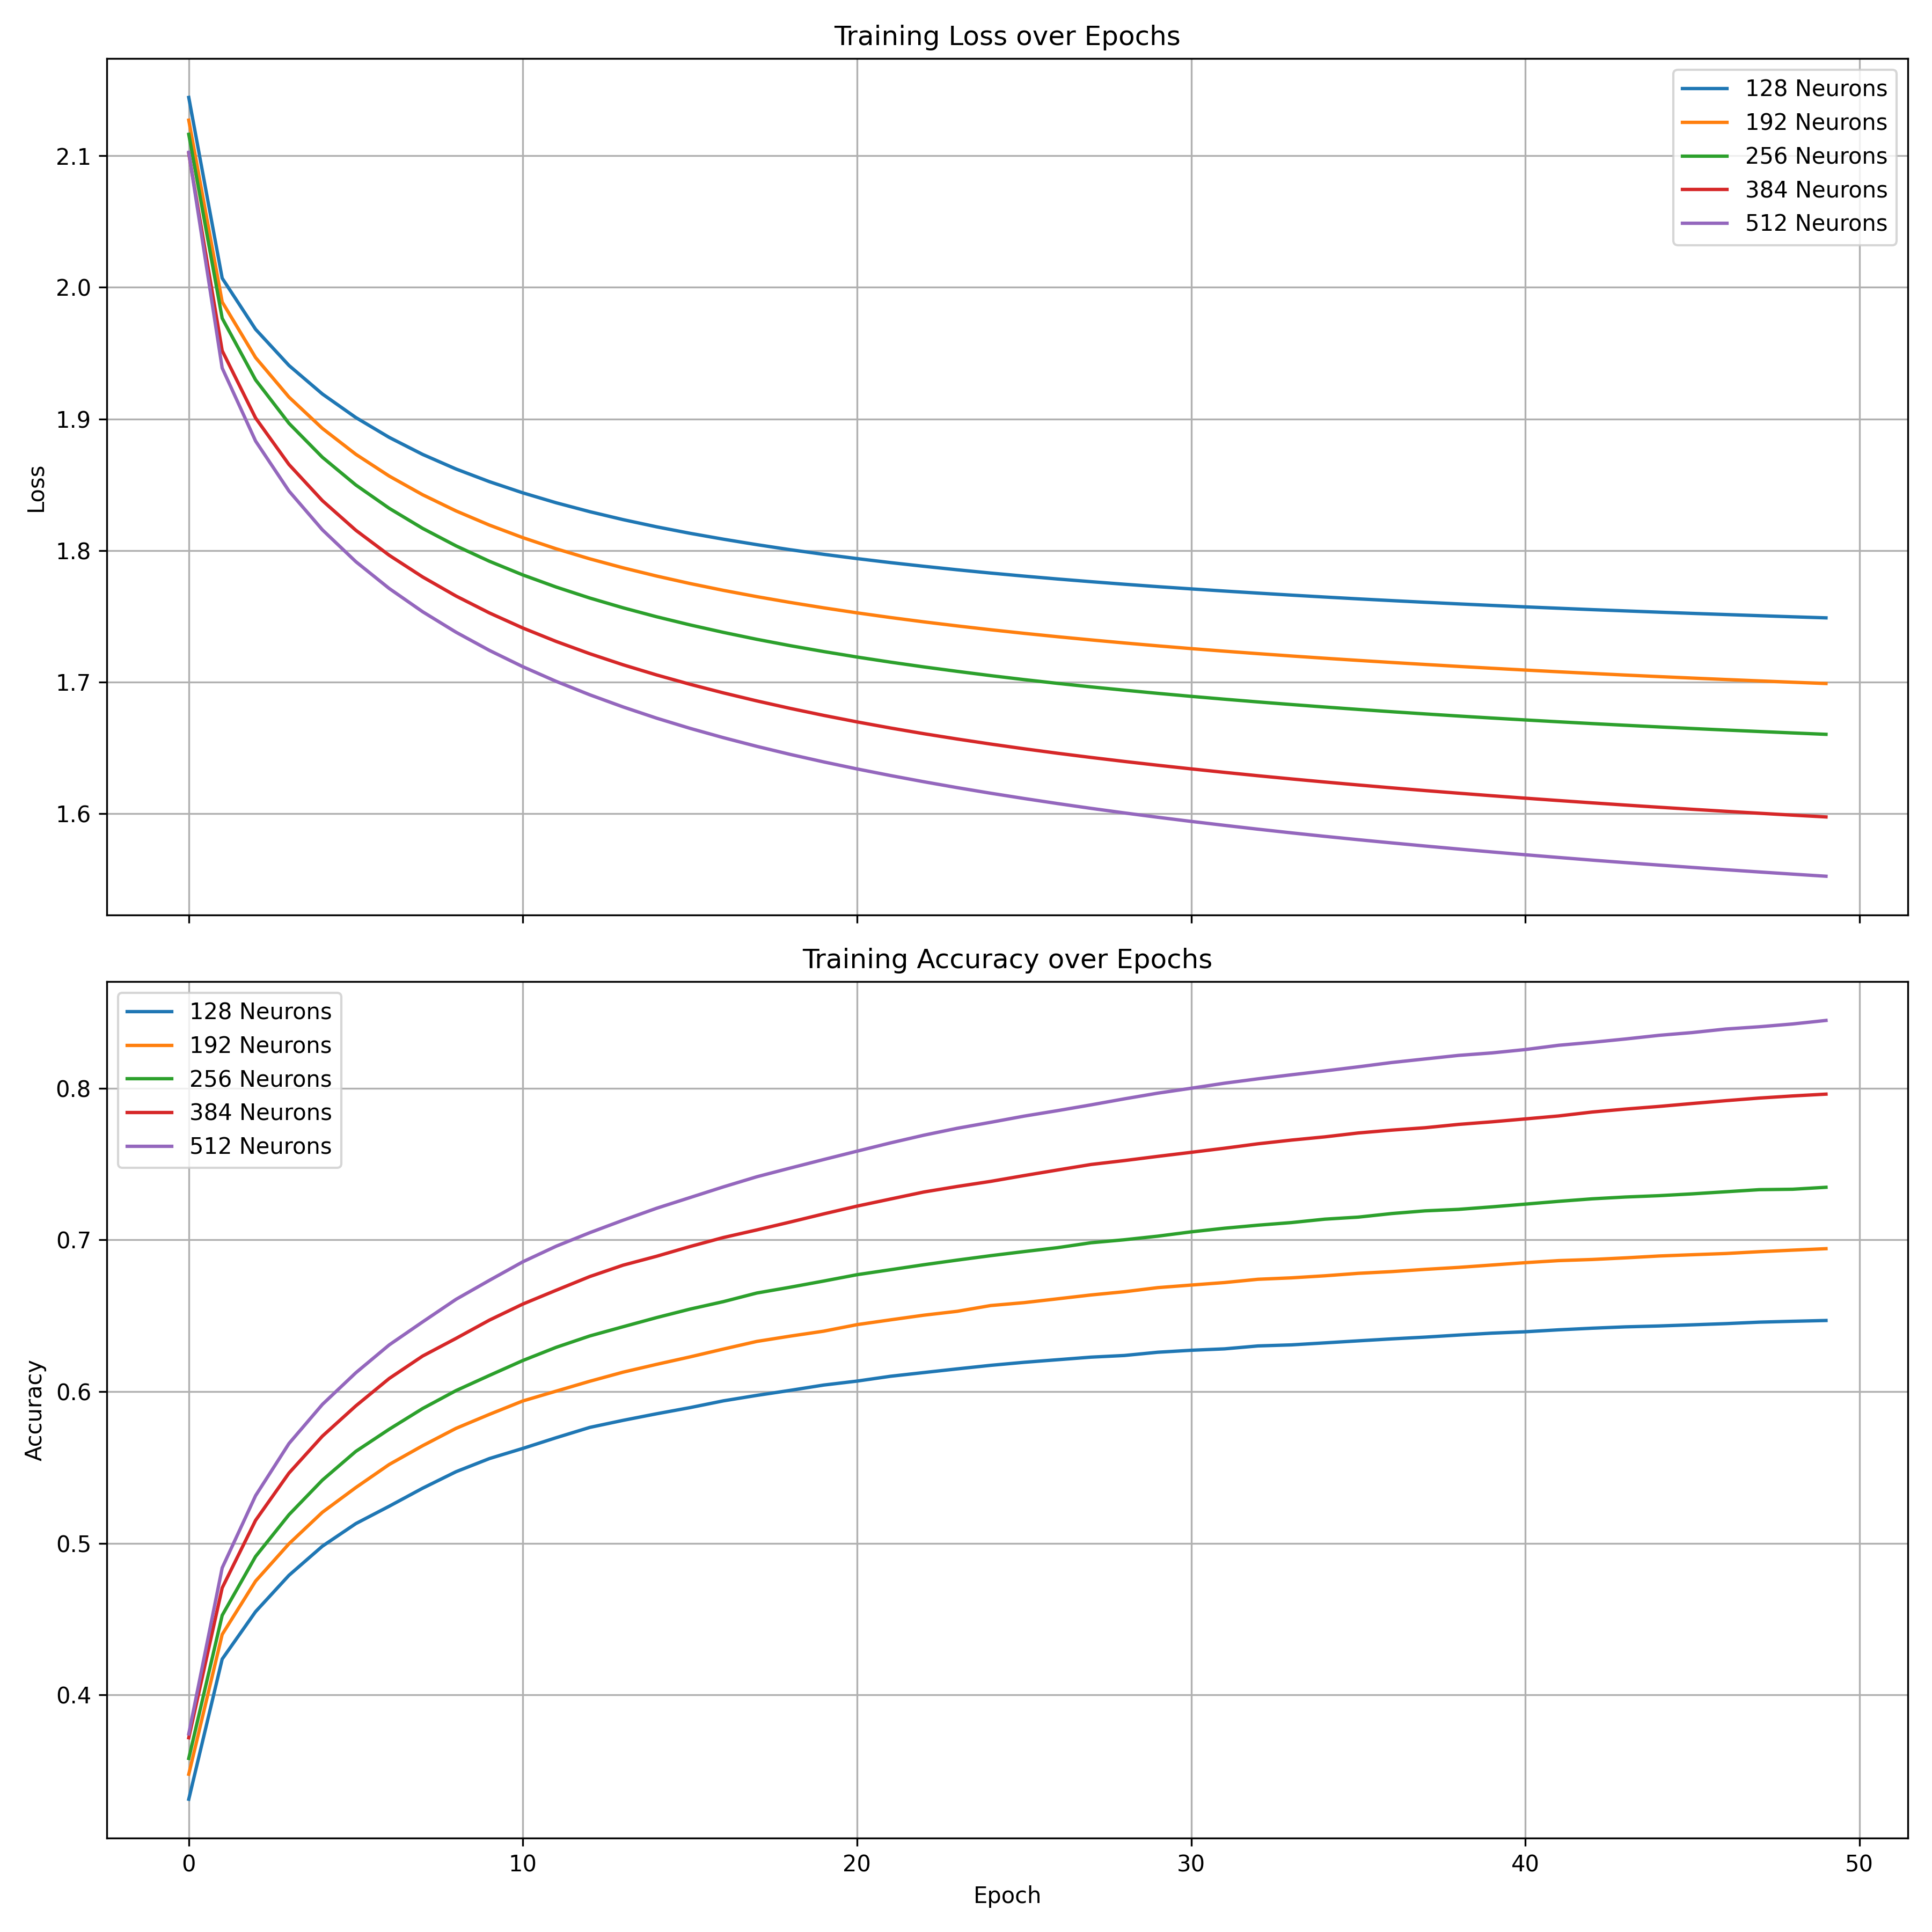 Training Loss over Epochs
128 Neurons
192 Neurons
256 Neurons
384 Neurons
512 Neurons
2.1
2.0
1.9
1.8
1.7
1.6
Loss
Training Accuracy over Epochs
128 Neurons
192 Neurons
256 Neurons
384 Neurons
512 Neurons
0.8
0.7
0.6
0.5
0.4
Accuracy
0 10 20 30 40 50
Epoch